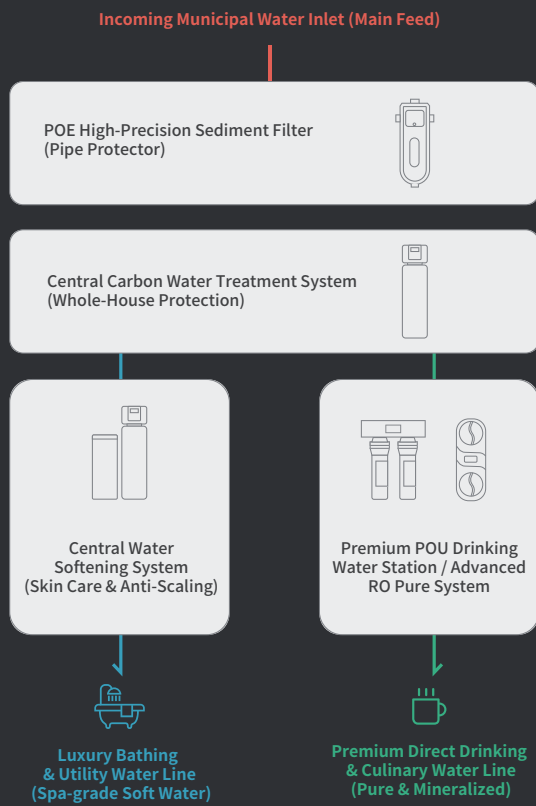 Incoming Municipal Water Inlet (Main Feed)
POE High-Precision Sediment Filter
(Pipe Protector)
Central Carbon Water Treatment System
(Whole-House Protection)
Central Water
Softening System
(Skin Care & Anti-Scaling)
Premium POU Drinking
Water Station / Advanced
RO Pure System
Luxury Bathing
& Utility Water Line
(Spa-grade Soft Water)
Premium Direct Drinking
& Culinary Water Line
(Pure & Mineralized)